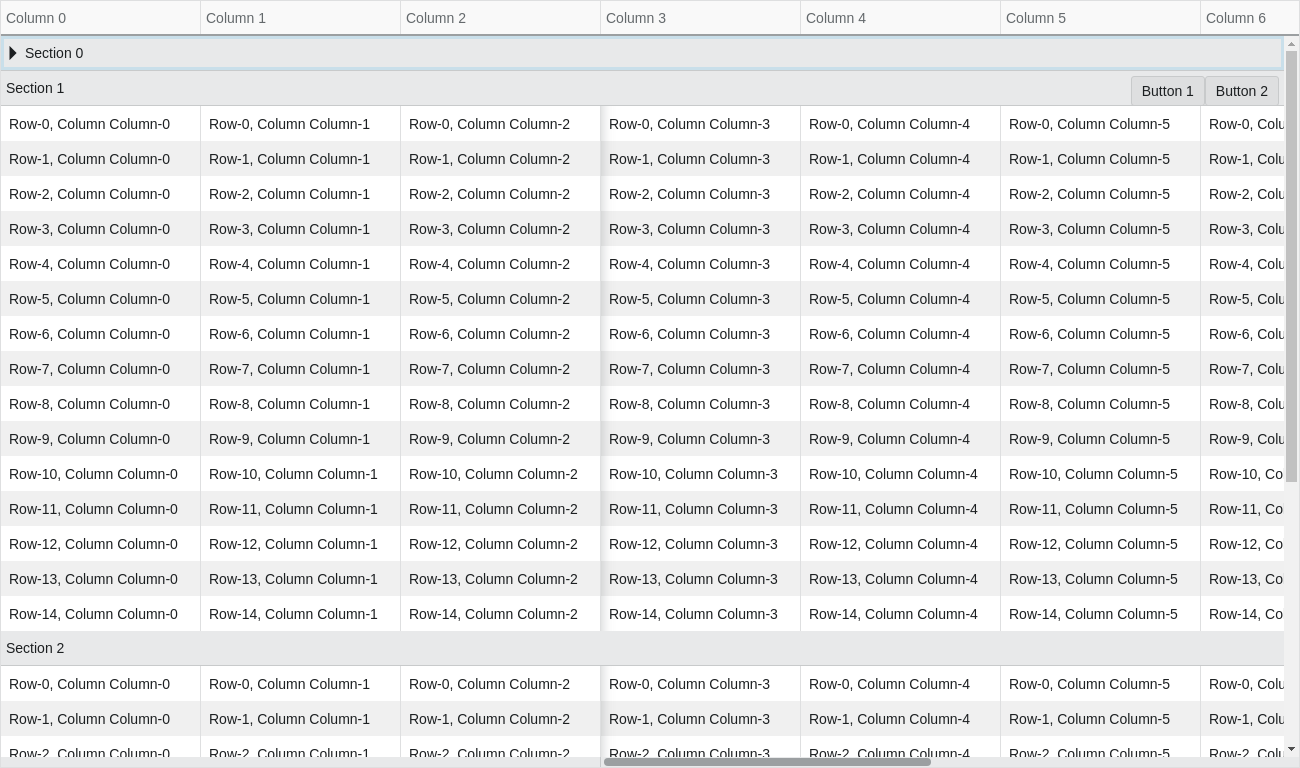 Column 0 Column 1 Column 2 Column 3 Column 4 Column 5 Column 6
Section 0
Section 1 Button 1 Button 2
Row-0, Column Column-0 Row-0, Column Column-1 Row-0, Column Column-2 Row-0, Column Column-3 Row-0, Column Column-4 Row-0, Column Column-5 Row-0, Colu
Row-1, Column Column-0 Row-1, Column Column-1 Row-1, Column Column-2 Row-1, Column Column-3 Row-1, Column Column-4 Row-1, Column Column-5 Row-1, Colu
Row-2, Column Column-0 Row-2, Column Column-1 Row-2, Column Column-2 Row-2, Column Column-3 Row-2, Column Column-4 Row-2, Column Column-5 Row-2, Colu
Row-3, Column Column-0 Row-3, Column Column-1 Row-3, Column Column-2 Row-3, Column Column-3 Row-3, Column Column-4 Row-3, Column Column-5 Row-3, Colu
Row-4, Column Column-0 Row-4, Column Column-1 Row-4, Column Column-2 Row-4, Column Column-3 Row-4, Column Column-4 Row-4, Column Column-5 Row-4, Colu
Row-5, Column Column-0 Row-5, Column Column-1 Row-5, Column Column-2 Row-5, Column Column-3 Row-5, Column Column-4 Row-5, Column Column-5 Row-5, Colu
Row-6, Column Column-0 Row-6, Column Column-1 Row-6, Column Column-2 Row-6, Column Column-3 Row-6, Column Column-4 Row-6, Column Column-5 Row-6, Colu
Row-7, Column Column-0 Row-7, Column Column-1 Row-7, Column Column-2 Row-7, Column Column-3 Row-7, Column Column-4 Row-7, Column Column-5 Row-7, Colu
Row-8, Column Column-0 Row-8, Column Column-1 Row-8, Column Column-2 Row-8, Column Column-3 Row-8, Column Column-4 Row-8, Column Column-5 Row-8, Colu
Row-9, Column Column-0 Row-9, Column Column-1 Row-9, Column Column-2 Row-9, Column Column-3 Row-9, Column Column-4 Row-9, Column Column-5 Row-9, Colu
Row-10, Column Column-0 Row-10, Column Column-1 Row-10, Column Column-2 Row-10, Column Column-3 Row-10, Column Column-4 Row-10, Column Column-5 Row-10, Co
Row-11, Column Column-0 Row-11, Column Column-1 Row-11, Column Column-2 Row-11, Column Column-3 Row-11, Column Column-4 Row-11, Column Column-5 Row-11, Co
Row-12, Column Column-0 Row-12, Column Column-1 Row-12, Column Column-2 Row-12, Column Column-3 Row-12, Column Column-4 Row-12, Column Column-5 Row-12, Co
Row-13, Column Column-0 Row-13, Column Column-1 Row-13, Column Column-2 Row-13, Column Column-3 Row-13, Column Column-4 Row-13, Column Column-5 Row-13, Co
Row-14, Column Column-0 Row-14, Column Column-1 Row-14, Column Column-2 Row-14, Column Column-3 Row-14, Column Column-4 Row-14, Column Column-5 Row-14, Co
Section 2
Row-0, Column Column-0 Row-0, Column Column-1 Row-0, Column Column-2 Row-0, Column Column-3 Row-0, Column Column-4 Row-0, Column Column-5 Row-0, Colu
Row-1, Column Column-0 Row-1, Column Column-1 Row-1, Column Column-2 Row-1, Column Column-3 Row-1, Column Column-4 Row-1, Column Column-5 Row-1, Colu
Row-2, Column Column-0 Row-2, Column Column-1 Row-2, Column Column-2 Row-2, Column Column-3 Row-2, Column Column-4 Row-2, Column Column-5 Row-2, Colu